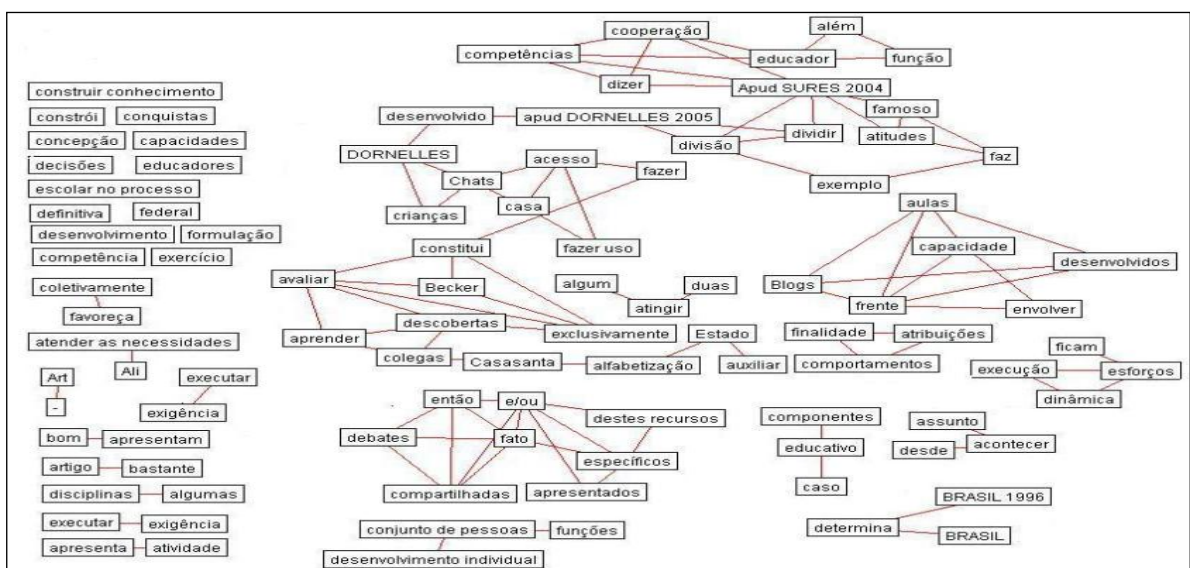 cooperação
além
competências
educador
função
dizer
Apud SURES 2004
famoso
desenvolvido
apud DORNELLES 2005
dividir
atitudes
divisão
faz
DORNELLES
acesso
fazer
Chats
exemplo
crianças
casa
fazer uso
construir conhecimento
constrói
conquistas
concepção
capacidades
decisões
educadores
escolar no processo
definitiva
federal
desenvolvimento
formulação
competência
exercício
coletivamente
favoreça
atender as necessidades
Ali
Art
-
executar
exigência
bom
apresentam
artigo
bastante
disciplinas
algumas
executar
exigência
apresenta
atividade
constitui
avaliar
Becker
algum
duas
atingir
descobertas
aprender
exclusivamente
colegas
Casasanta
Estado
alfabetização
auxiliar
aulas
capacidade
desenvolvidos
Blogs
frente
envolver
finalidade
atribuições
comportamentos
ficam
execução
esforços
dinâmica
então
e/ou
destes recursos
debates
fato
específicos
compartilhadas
apresentados
conjunto de pessoas
funções
desenvolvimento individual
componentes
educativo
caso
assunto
desde
acontecer
BRASIL 1996
determina
BRASIL